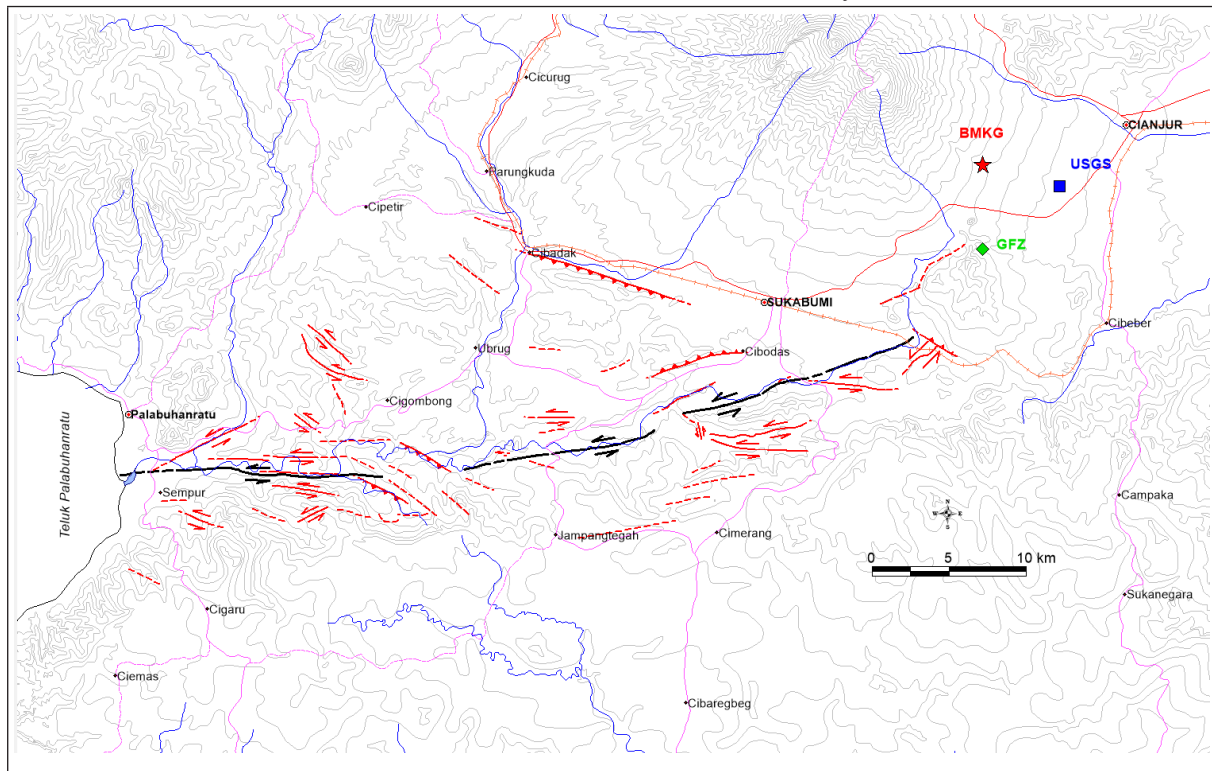 Cicurug
CIANJUR
BMKG
USGS
Parungkuda
Cipetir
GFZ
Cibadak
SUKABUMI
Cibeber
Ubrug
Cibodas
Cigombong
Palabuhanratu
Teluk Palabuhanratu
Sempur
Campaka
N
W E
S
Jampangtegah
Cimerang
0 5 10 km
Cigaru
Sukanegara
Ciemas
Cibaregbeg